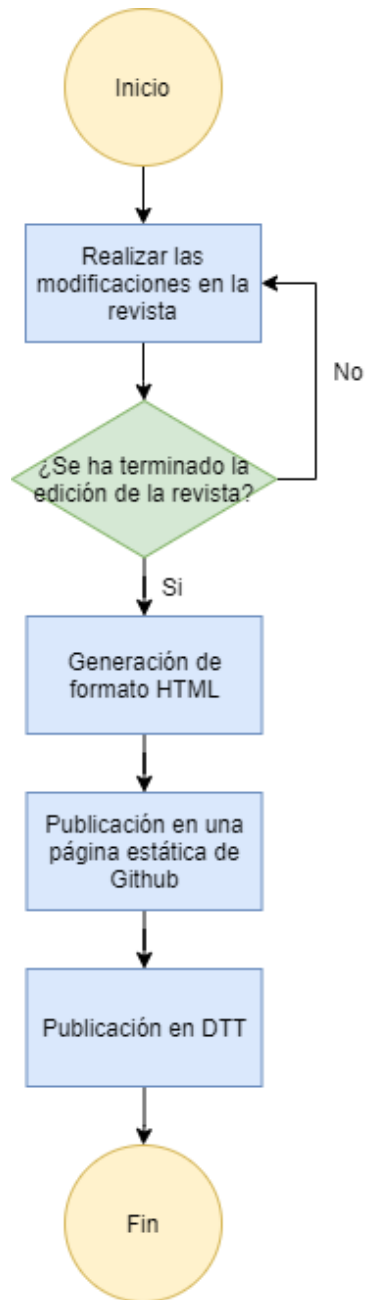 Inicio
Realizar las
modificaciones en la
revista
No
¿Se ha terminado la
edición de la revista?
Si
Generación de
formato HTML
Publicación en una
página estática de
Github
Publicación en DTT
Fin